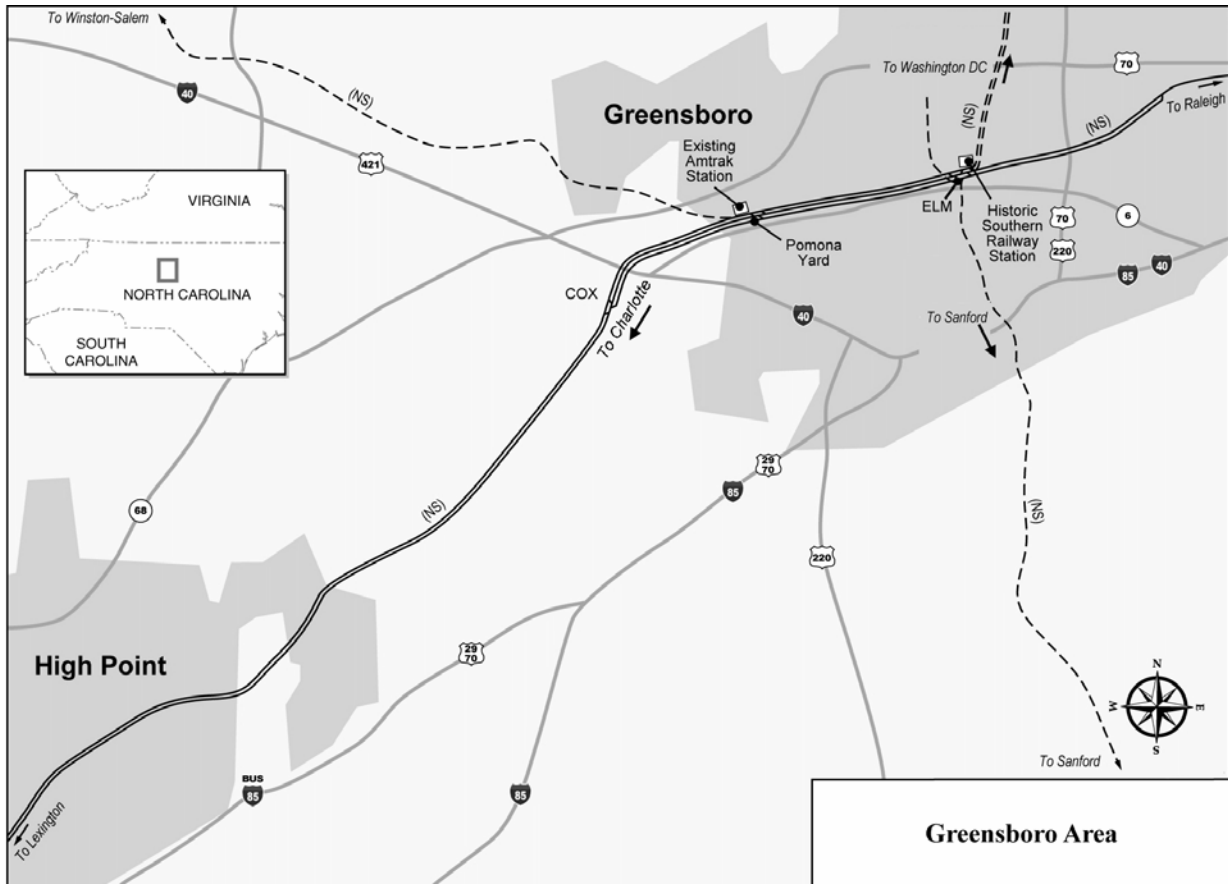 To Winston-Salem
40
(NS)
421
Greensboro
Existing
Amtrak
Station
To Washington DC
70
(NS)
(NS)
To Raleigh
ELM
Historic
Southern
Railway
Station
70
220
6
85
40
Pomona
Yard
VIRGINIA
NORTH CAROLINA
SOUTH
CAROLINA
COX
To Charlotte
40
To Sanford
29
70
85
68
(NS)
220
(NS)
High Point
29
70
BUS
85
85
To Lexington
N
E
S
W
To Sanford
Greensboro Area